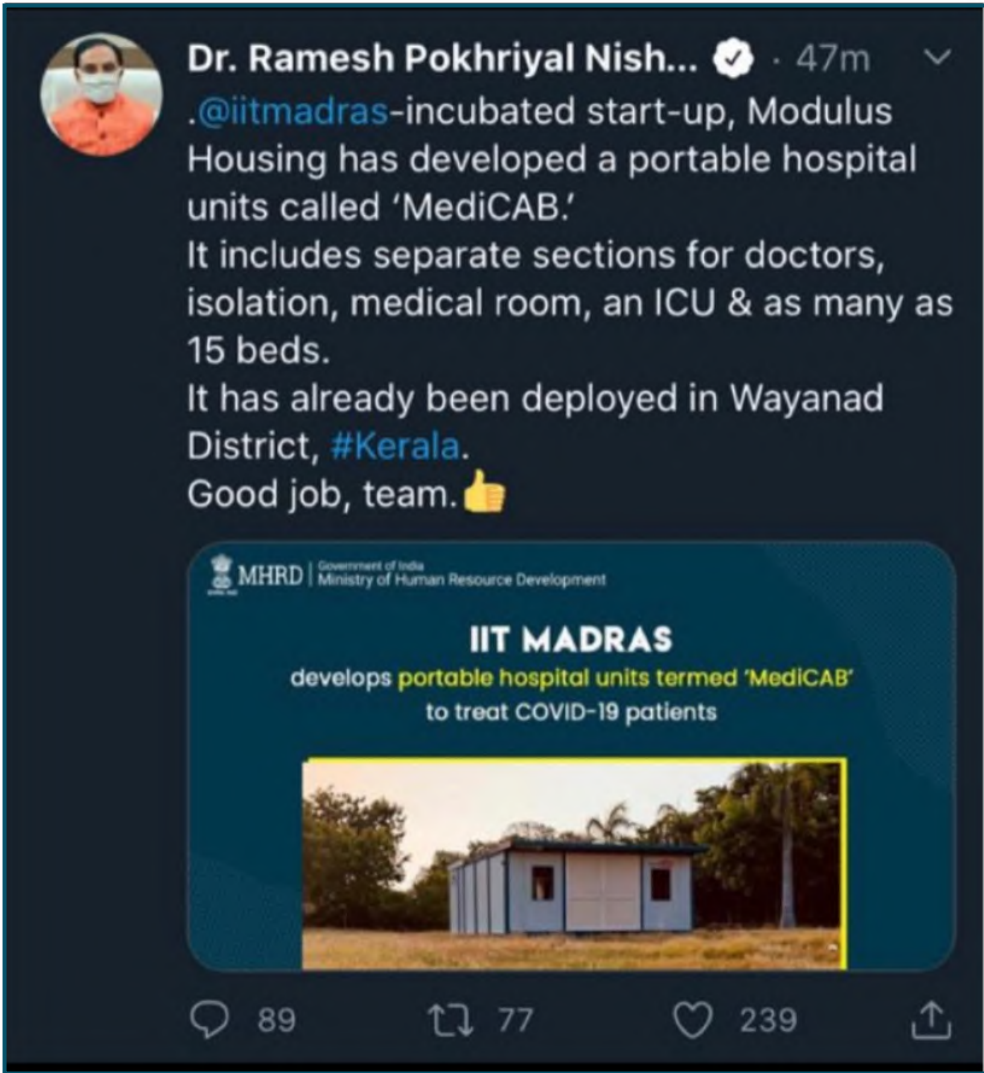 Dr. Ramesh Pokhriyal Nish... · 47m
.@iitmadras-incubated start-up, Modulus
Housing has developed a portable hospital
units called ‘MediCAB.’
It includes separate sections for doctors,
isolation, medical room, an ICU & as many as
15 beds.
It has already been deployed in Wayanad
District, #Kerala.
Good job, team.👍
MHRD | Government of India
Ministry of Human Resource Development
IIT MADRAS
develops portable hospital units termed ‘MediCAB’
to treat COVID-19 patients
89 77 239